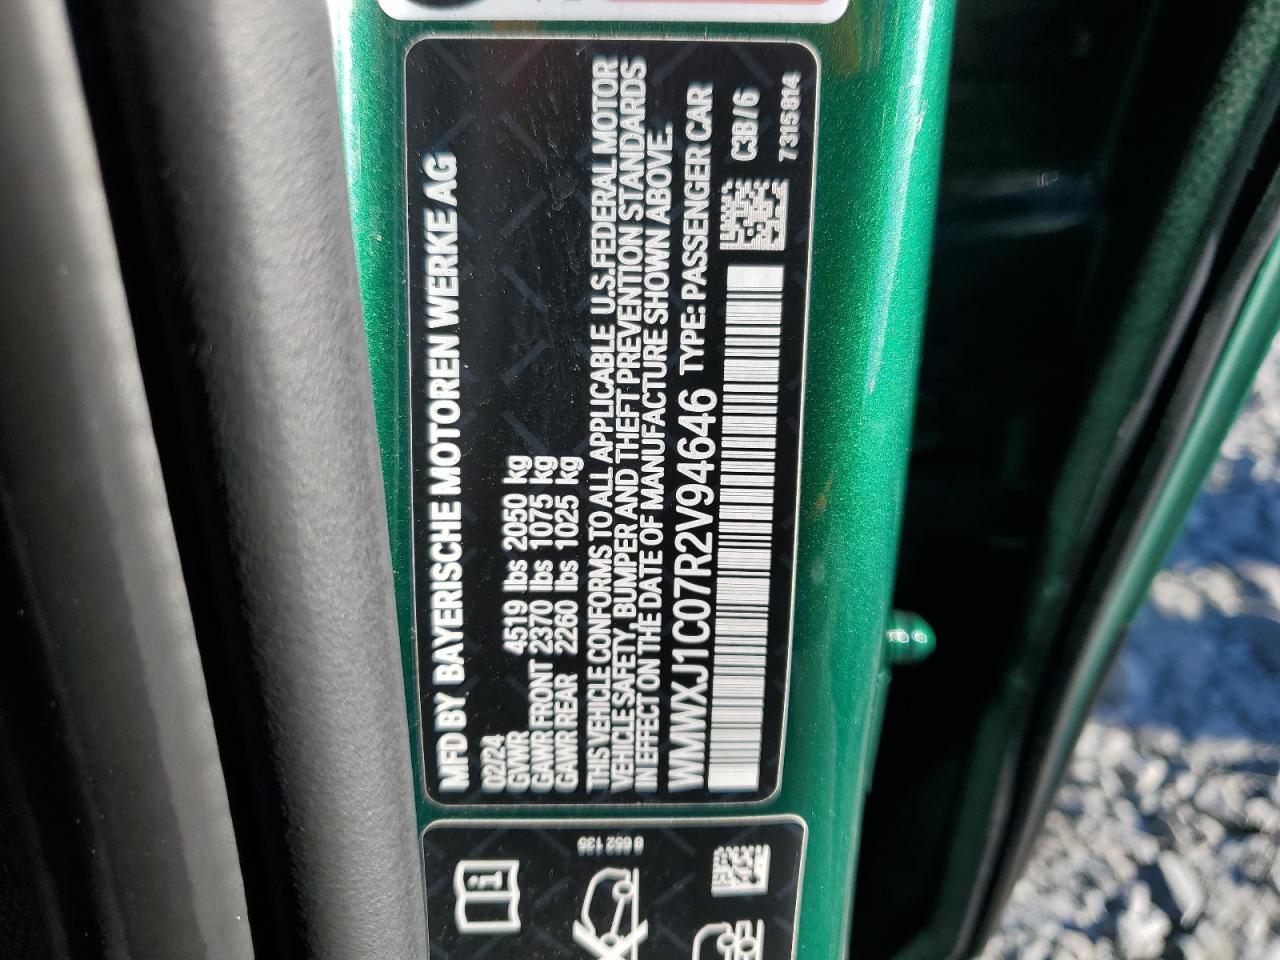 MFD BY BAYERISCHE MOTOREN WERKE AG
02/24
GVWR 4519 lbs 2050 kg
GAWR FRONT 2370 lbs 1075 kg
GAWR REAR 2260 lbs 1025 kg
THIS VEHICLE CONFORMS TO ALL APPLICABLE U.S.FEDERAL MOTOR
VEHICLE SAFETY, BUMPER AND THEFT PREVENTION STANDARDS
IN EFFECT ON THE DATE OF MANUFACTURE SHOWN ABOVE.
WMWXJ1C07R2V94646 TYPE: PASSENGER CAR
C3B/6
7315814
8 652 135